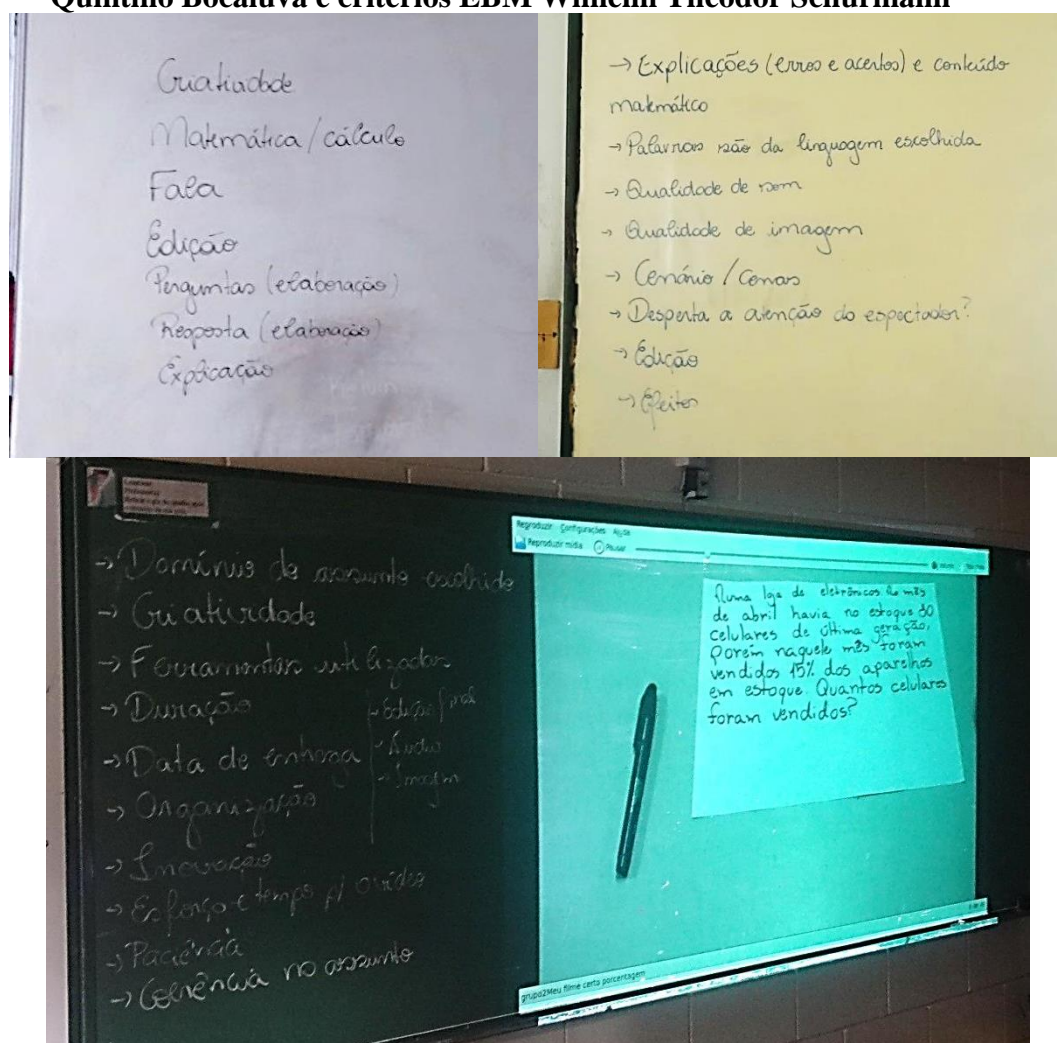 Quintino Bocaiúva e critérios EBM Wilhelm Theodor Schürmann
Criatividade
Matemática / cálculo
Fala
Edição
Perguntas (elaboração)
Resposta (elaboração)
Explicação
→ Explicações (erros e acertos) e conteúdo
matemático
→ Palavras são da linguagem escolhida
→ Qualidade de som
→ Qualidade de imagem
→ Cenário / Cenas
→ Desperta a atenção do espectador?
→ Edição
→ Efeitos
→ Domínus do assunto escolhido
→ Criatividade
→ Ferramentas utilizadas
→ Duração
→ Data de entrega
→ Organização
→ Inovação
→ Esforço e tempo p/ o vídeo
→ Paciência
→ Coerência no assunto
- Edição final
- Áudio
- Imagem
Reproduzir Configurações Ajuda
Reproduzir mídia Pausar
Numa loja de eletrônicos. No mês
de abril havia no estoque
celulares de última geração,
porém naquele mês foram
vendidos 15% dos aparelhos
em estoque. Quantos celulares
foram vendidos?
grupo2Meu filme certo porcentagem